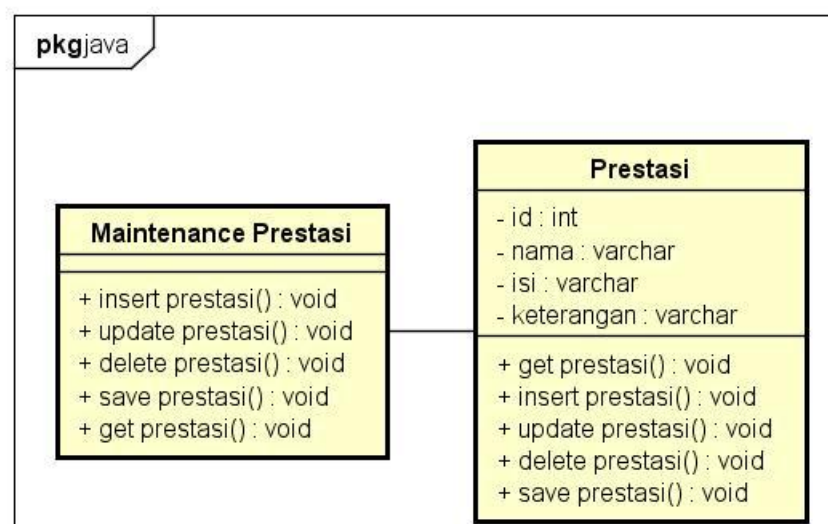 pkgjava
Maintenance Prestasi
+ insert prestasi() : void
+ update prestasi() : void
+ delete prestasi() : void
+ save prestasi() : void
+ get prestasi() : void
Prestasi
- id : int
- nama : varchar
- isi : varchar
- keterangan : varchar
+ get prestasi() : void
+ insert prestasi() : void
+ update prestasi() : void
+ delete prestasi() : void
+ save prestasi() : void